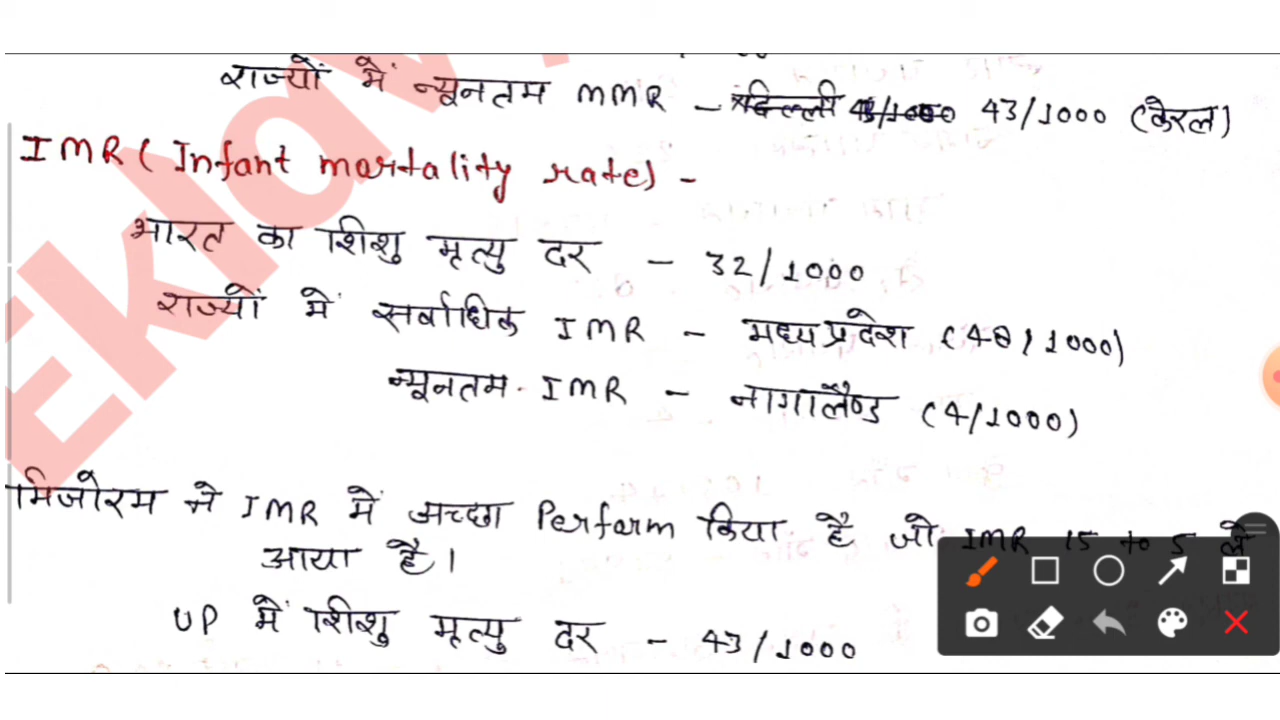 राज्यों में न्यूनतम MMR – दिल्ली 43/1000 (केरल)
IMR (Infant mortality rate) -
भारत का शिशु मृत्यु दर – 32/1000
राज्यों में सर्वाधिक IMR – मध्य प्रदेश (48/1000)
न्यूनतम IMR – नागालैण्ड (4/1000)
मिजोरम ने IMR में अच्छा Perform किया है जो IMR 15 to 5 ले
आया है।
UP में शिशु मृत्यु दर – 43/1000